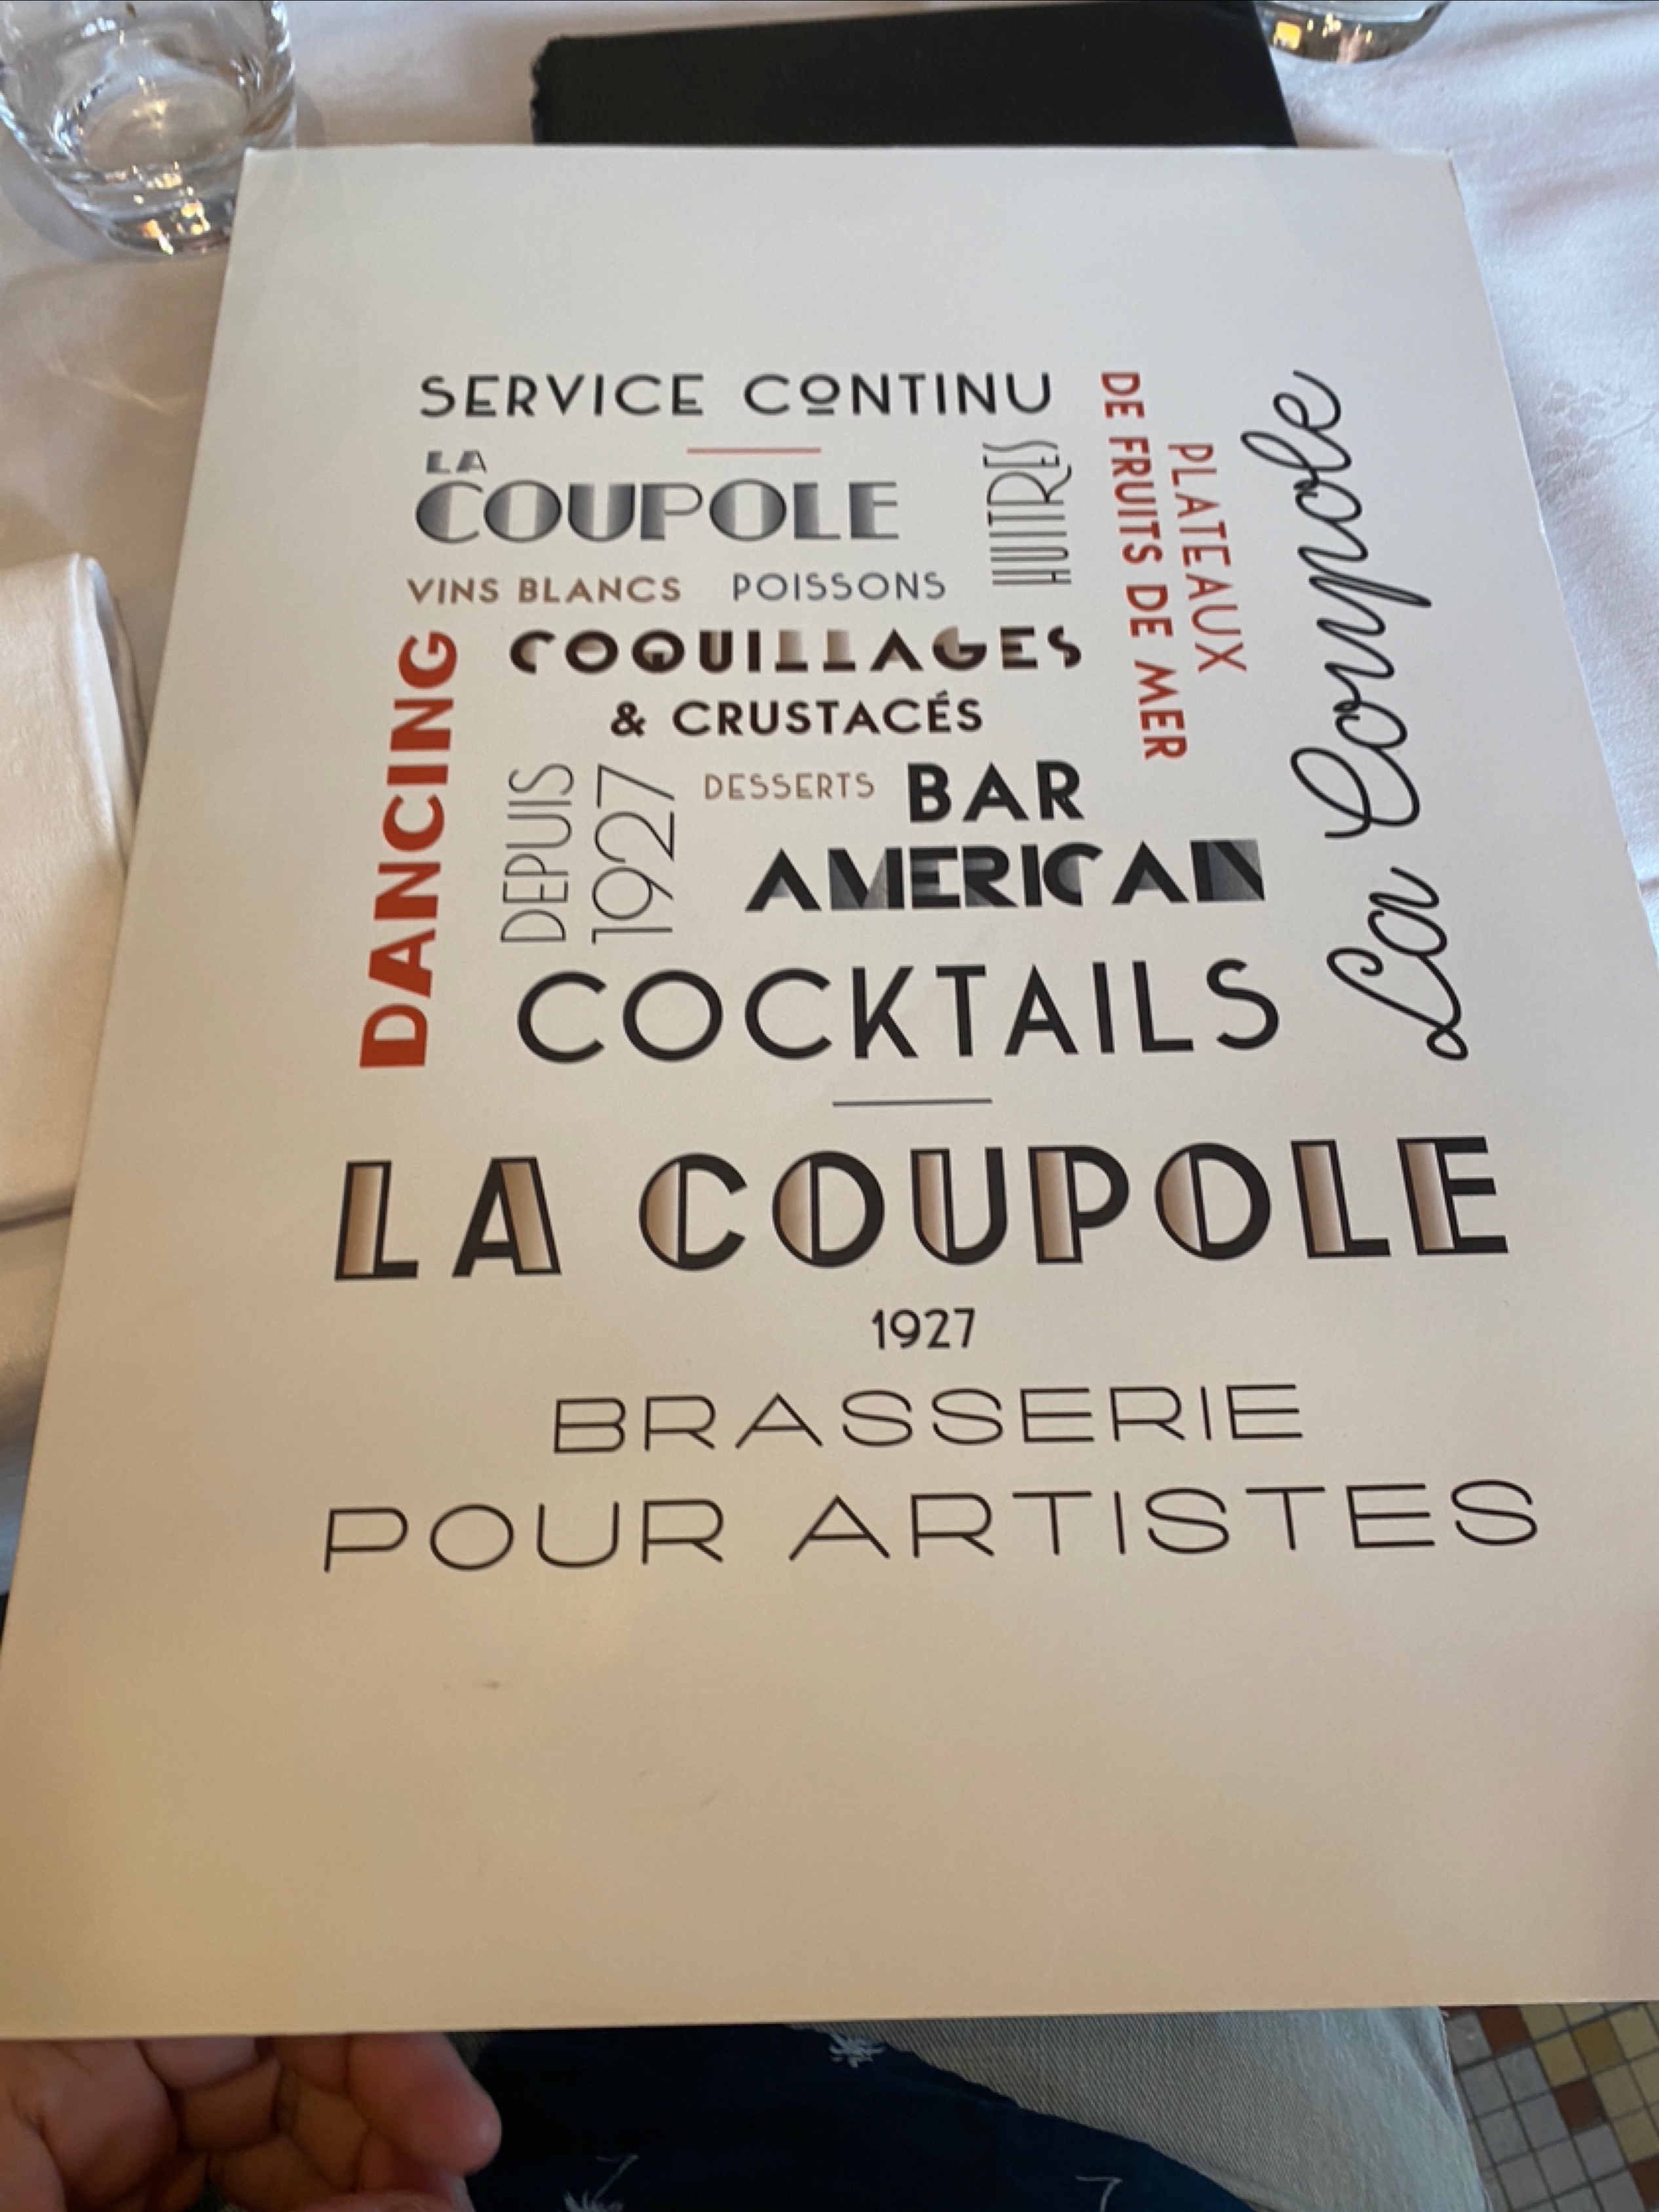 SERVICE CONTINU
LA
COUPOLE
HUITRES
PLATEAUX
DE FRUITS DE MER
La Coupole
VINS BLANCS POISSONS
COQUILLAGES
& CRUSTACÉS
DANCING
DEPUIS
1927
DESSERTS
BAR
AMERICAN
COCKTAILS
LA COUPOLE
1927
BRASSERIE
POUR ARTISTES